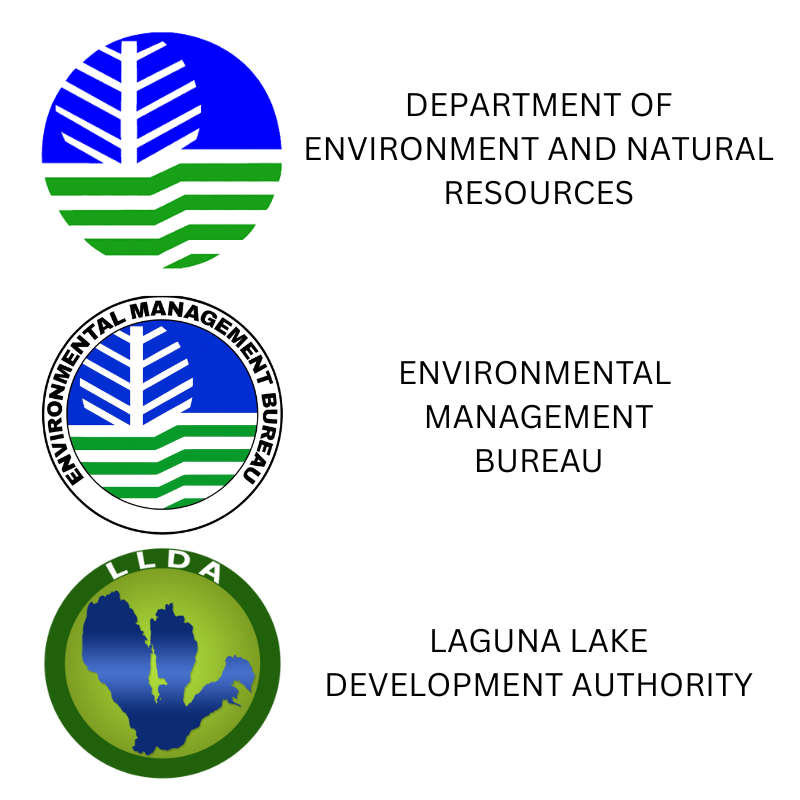 DEPARTMENT OF
ENVIRONMENT AND NATURAL
RESOURCES
ENVIRONMENTAL MANAGEMENT BUREAU
ENVIRONMENTAL
MANAGEMENT
BUREAU
LLDA
LAGUNA LAKE
DEVELOPMENT AUTHORITY